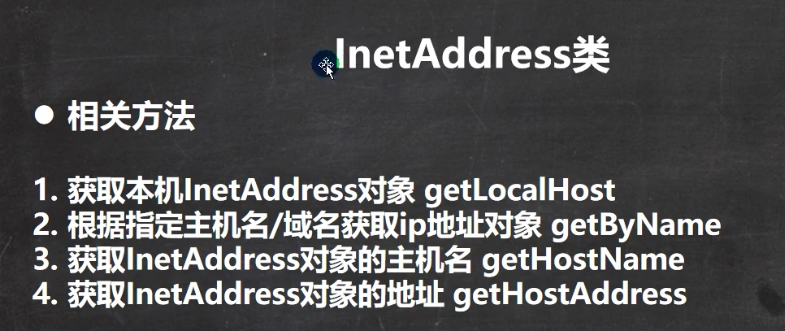 InetAddress类
● 相关方法
1. 获取本机InetAddress对象 getLocalHost
2. 根据指定主机名/域名获取ip地址对象 getByName
3. 获取InetAddress对象的主机名 getHostName
4. 获取InetAddress对象的地址 getHostAddress